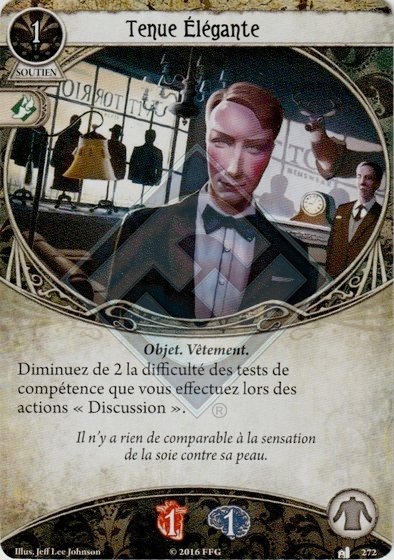 1
Tenue Élégante
SOUTIEN
Objet. Vêtement.
Diminuez de 2 la difficulté des tests de
compétence que vous effectuez lors des
actions « Discussion ».
®
Il n'y a rien de comparable à la sensation
de la soie contre sa peau.
1
1
Illus. Jeff Lee Johnson
© 2016 FFG
272